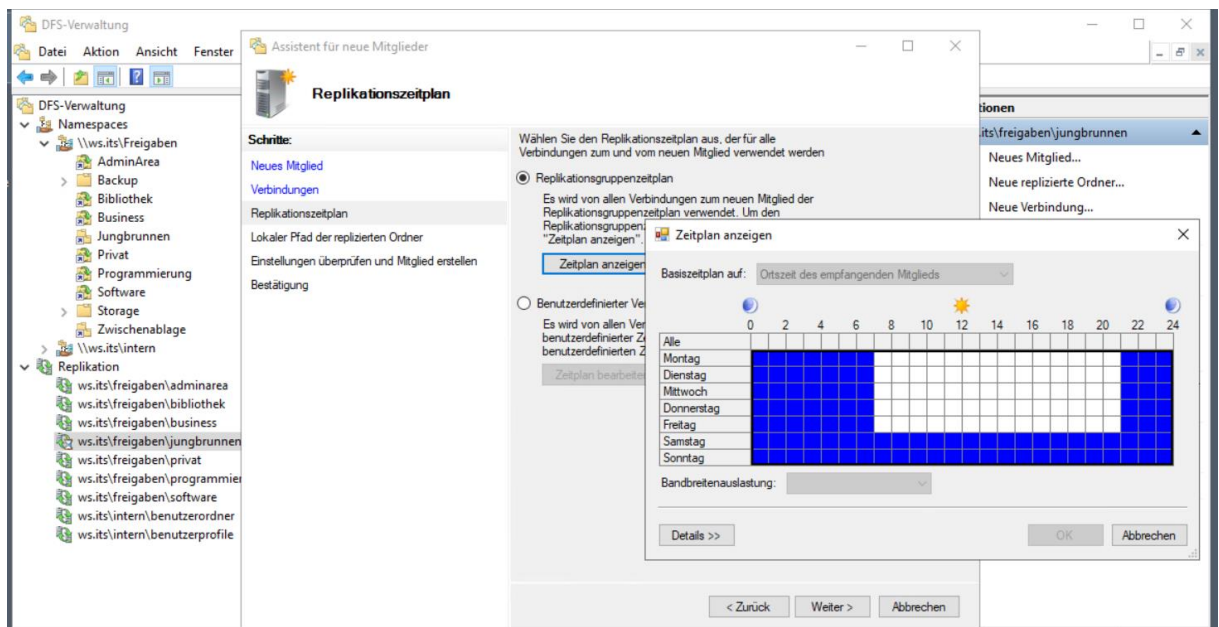 DFS-Verwaltung
Datei Aktion Ansicht Fenster
DFS-Verwaltung
Namespaces
\\ws.its\Freigaben
AdminArea
Backup
Bibliothek
Business
Jungbrunnen
Privat
Programmierung
Software
Storage
Zwischenablage
\\ws.its\intern
Replikation
ws.its\freigaben\adminarea
ws.its\freigaben\bibliothek
ws.its\freigaben\business
ws.its\freigaben\jungbrunnen
ws.its\freigaben\privat
ws.its\freigaben\programmier
ws.its\freigaben\software
ws.its\intern\benutzerordner
ws.its\intern\benutzerprofile
Assistent für neue Mitglieder
Replikationszeitplan
Schritte:
Neues Mitglied
Verbindungen
Replikationszeitplan
Lokaler Pfad der replizierten Ordner
Einstellungen überprüfen und Mitglied erstellen
Bestätigung
Wählen Sie den Replikationszeitplan aus, der für alle
Verbindungen zum und vom neuen Mitglied verwendet werden
Replikationsgruppenzeitplan
Es wird von allen Verbindungen zum neuen Mitglied der
Replikationsgruppenzeitplan verwendet. Um den
Replikationsgruppen
"Zeitplan anzeigen".
Zeitplan anzeigen
Benutzerdefinierter Ve
Es wird von allen Ver
benutzerdefinierter Z
benutzerdefinierten Z
Zeitplan bearbeite
< Zurück Weiter > Abbrechen
tionen
.its\freigaben\jungbrunnen
Neues Mitglied...
Neue replizierte Ordner...
Neue Verbindung...
Zeitplan anzeigen
Basiszeitplan auf: Ortszeit des empfangenden Mitglieds
0 2 4 6 8 10 12 14 16 18 20 22 24
Alle
Montag
Dienstag
Mittwoch
Donnerstag
Freitag
Samstag
Sonntag
Bandbreitenauslastung:
Details >> OK Abbrechen